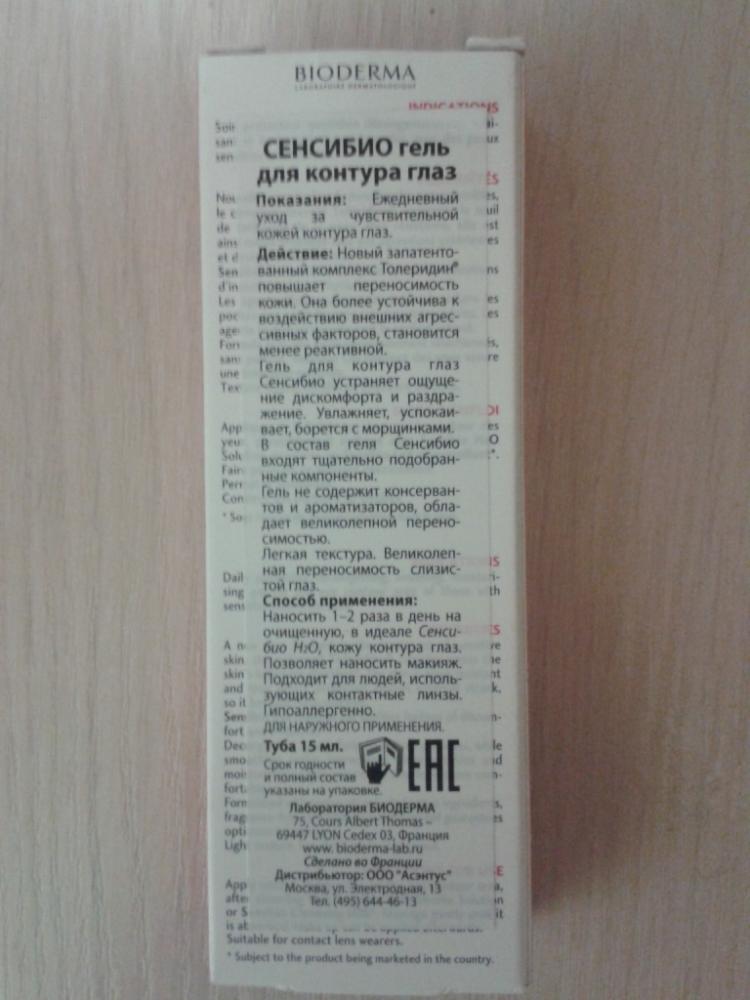 BIODERMA
LABORATOIRE DERMATOLOGIQUE
INDICATIONS
СЕНСИБИО гель
для контура глаз
Показания: Ежедневный
уход за чувствительной
кожей контура глаз.
Действие: Новый запатенто-
ванный комплекс Толеридин®
повышает переносимость
кожи. Она более устойчива к
воздействию внешних агрес-
сивных факторов, становится
менее реактивной.
Гель для контура глаз
Сенсибио устраняет ощуще-
ние дискомфорта и раздра-
жение. Увлажняет, успокаи-
вает, борется с морщинками.
В состав геля Сенсибио
входят тщательно подобран-
ные компоненты.
Гель не содержит консерван-
тов и ароматизаторов, обла-
дает великолепной перено-
симостью.
Легкая текстура. Великолеп-
ная переносимость слизис-
той глаз.
Способ применения:
Наносить 1–2 раза в день на
очищенную, в идеале Сенси-
био H2O, кожу контура глаз.
Позволяет наносить макияж.
Подходит для людей, исполь-
зующих контактные линзы.
Гипоаллергенно.
ДЛЯ НАРУЖНОГО ПРИМЕНЕНИЯ.
Туба 15 мл.
Срок годности
и полный состав
указаны на упаковке.
EAC
Лаборатория БИОДЕРМА
75, Cours Albert Thomas –
69447 LYON Cedex 03, Франция
www. bioderma-lab.ru
Сделано во Франции
Дистрибьютор: ООО "Асэнтус"
Москва, ул. Электродная, 13
Тел. (495) 644-46-13
Suitable for contact lens wearers.
* Subject to the product being marketed in the country.